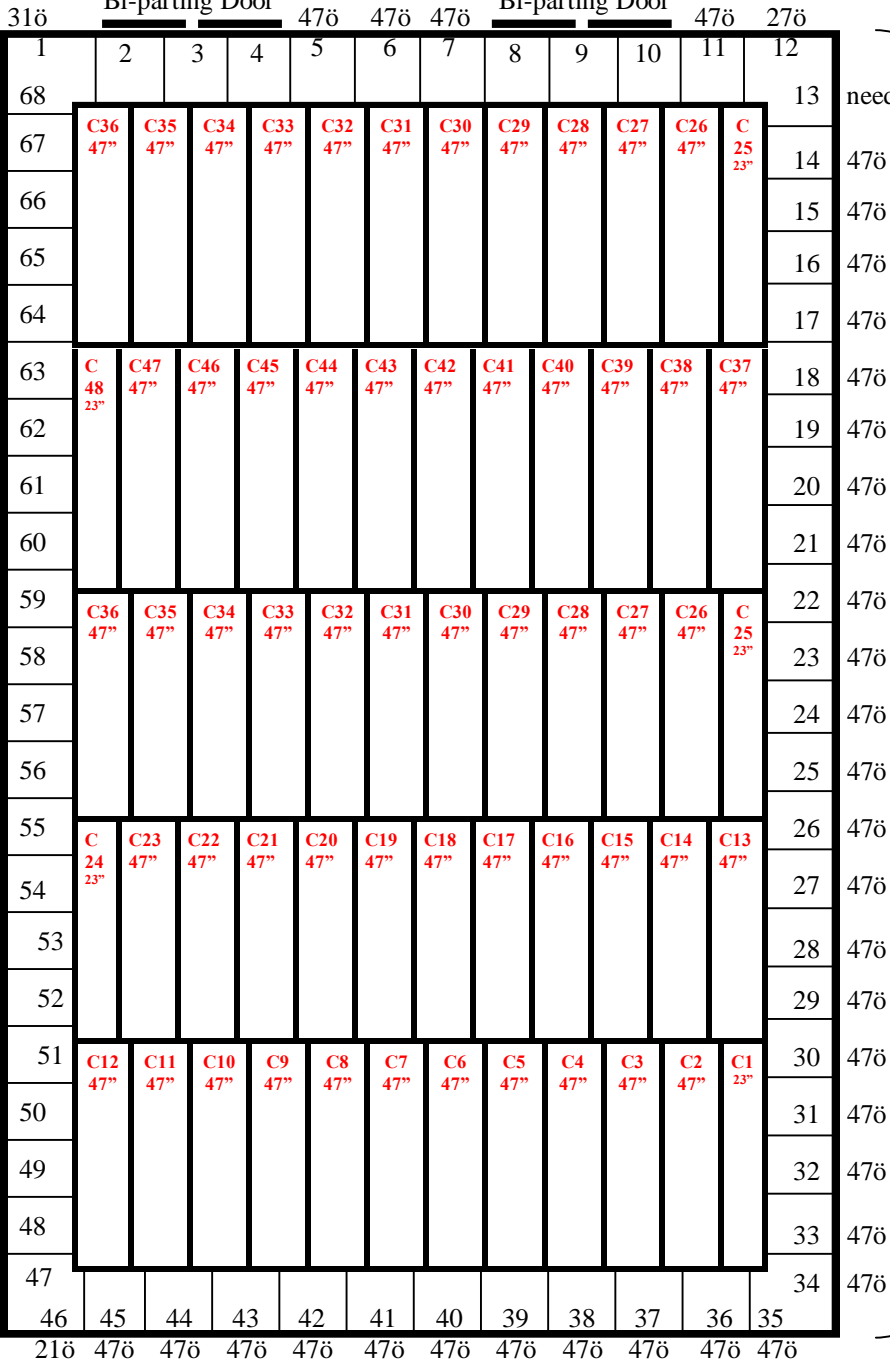 Bi-parting Door Bi-parting Door
31ö 47ö 47ö 47ö 47ö 27ö
1 2 3 4 5 6 7 8 9 10 11 12
68 13 need
C36 C35 C34 C33 C32 C31 C30 C29 C28 C27 C26 C
67 47” 47” 47” 47” 47” 47” 47” 47” 47” 47” 47” 25
23” 14 47ö
66 15 47ö
65 16 47ö
64 17 47ö
63 C C47 C46 C45 C44 C43 C42 C41 C40 C39 C38 C37 18 47ö
48 47” 47” 47” 47” 47” 47” 47” 47” 47” 47” 47”
23”
62 19 47ö
61 20 47ö
60 21 47ö
59 22 47ö
C36 C35 C34 C33 C32 C31 C30 C29 C28 C27 C26 C
47” 47” 47” 47” 47” 47” 47” 47” 47” 47” 47” 25
23”
58 23 47ö
57 24 47ö
56 25 47ö
55 26 47ö
C C23 C22 C21 C20 C19 C18 C17 C16 C15 C14 C13
24 47” 47” 47” 47” 47” 47” 47” 47” 47” 47” 47”
23”
54 27 47ö
53 28 47ö
52 29 47ö
51 30 47ö
C12 C11 C10 C9 C8 C7 C6 C5 C4 C3 C2 C1
47” 47” 47” 47” 47” 47” 47” 47” 47” 47” 47” 23”
50 31 47ö
49 32 47ö
48 33 47ö
47 34 47ö
46 45 44 43 42 41 40 39 38 37 36 35
21ö 47ö 47ö 47ö 47ö 47ö 47ö 47ö 47ö 47ö 47ö 47ö